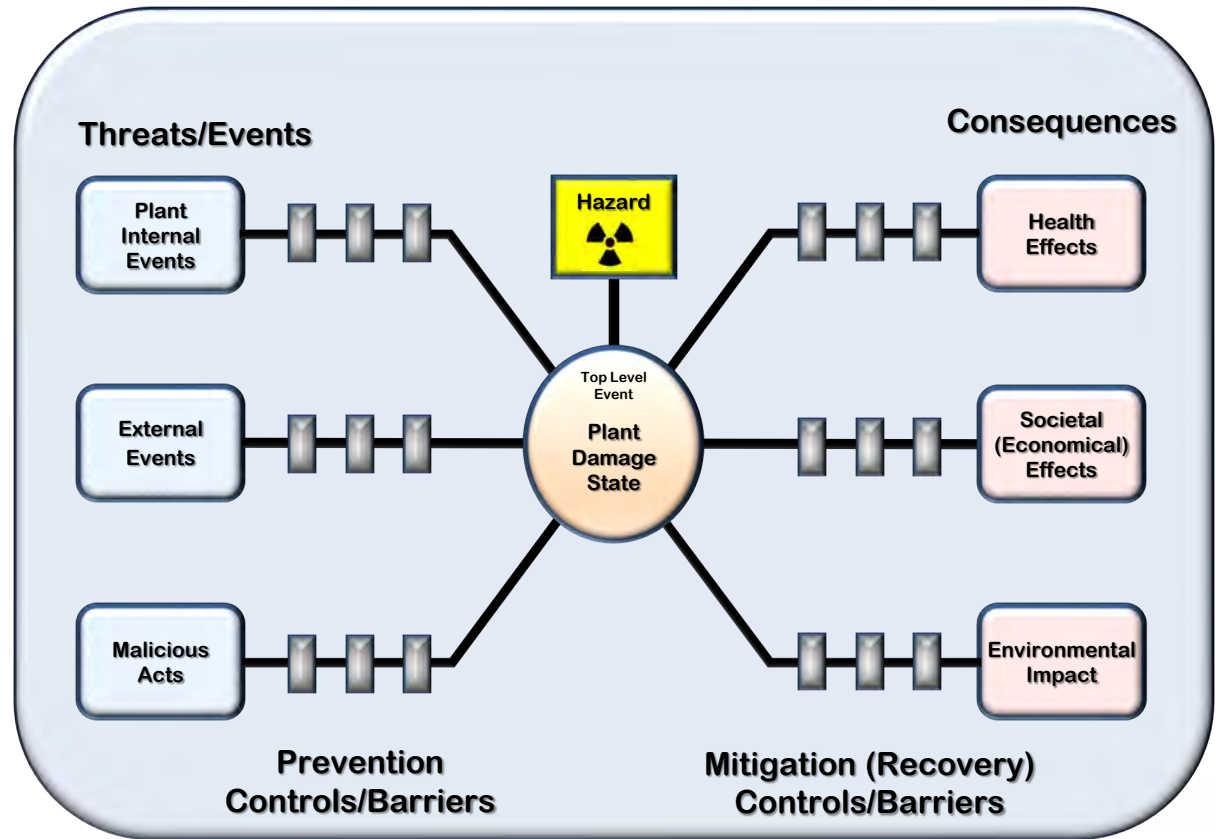 Threats/Events
Consequences
Plant
Internal
Events
Hazard
Health
Effects
Top Level
Event
Plant
Damage
State
External
Events
Societal
(Economical)
Effects
Malicious
Acts
Environmental
Impact
Prevention
Controls/Barriers
Mitigation (Recovery)
Controls/Barriers